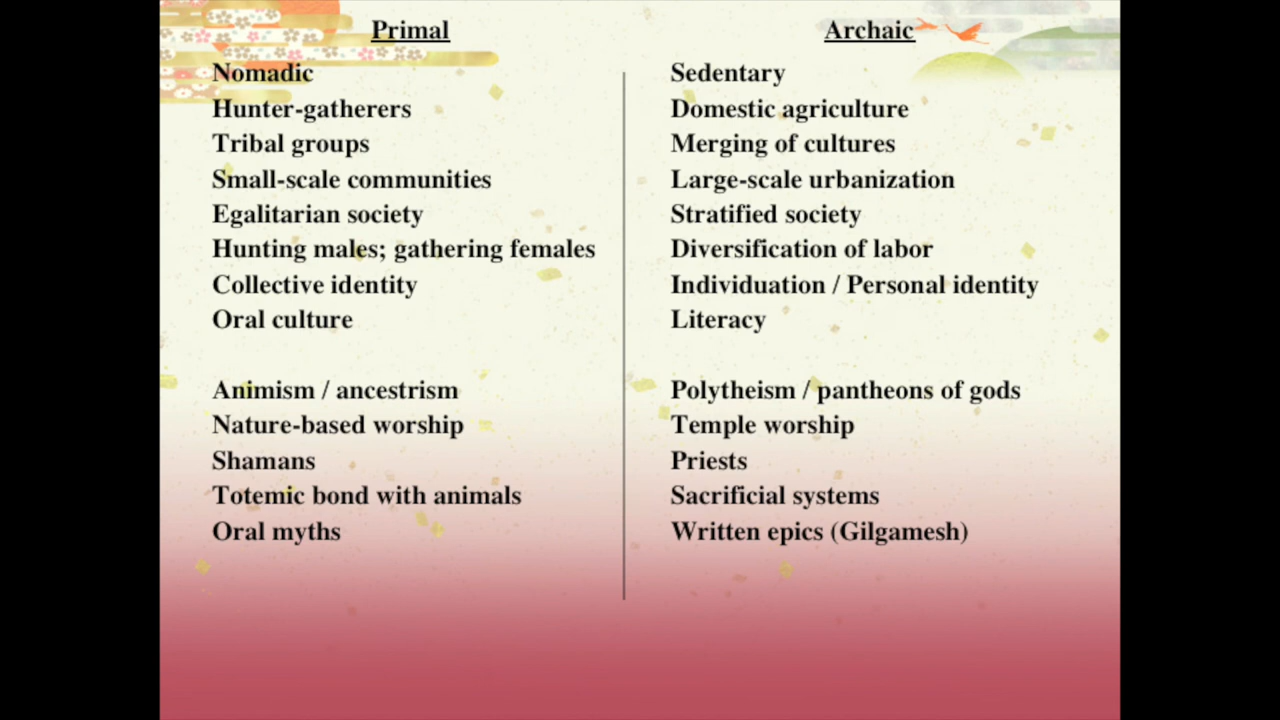 Primal
Nomadic
Hunter-gatherers
Tribal groups
Small-scale communities
Egalitarian society
Hunting males; gathering females
Collective identity
Oral culture
Animism / ancestrism
Nature-based worship
Shamans
Totemic bond with animals
Oral myths
Archaic
Sedentary
Domestic agriculture
Merging of cultures
Large-scale urbanization
Stratified society
Diversification of labor
Individuation / Personal identity
Literacy
Polytheism / pantheons of gods
Temple worship
Priests
Sacrificial systems
Written epics (Gilgamesh)